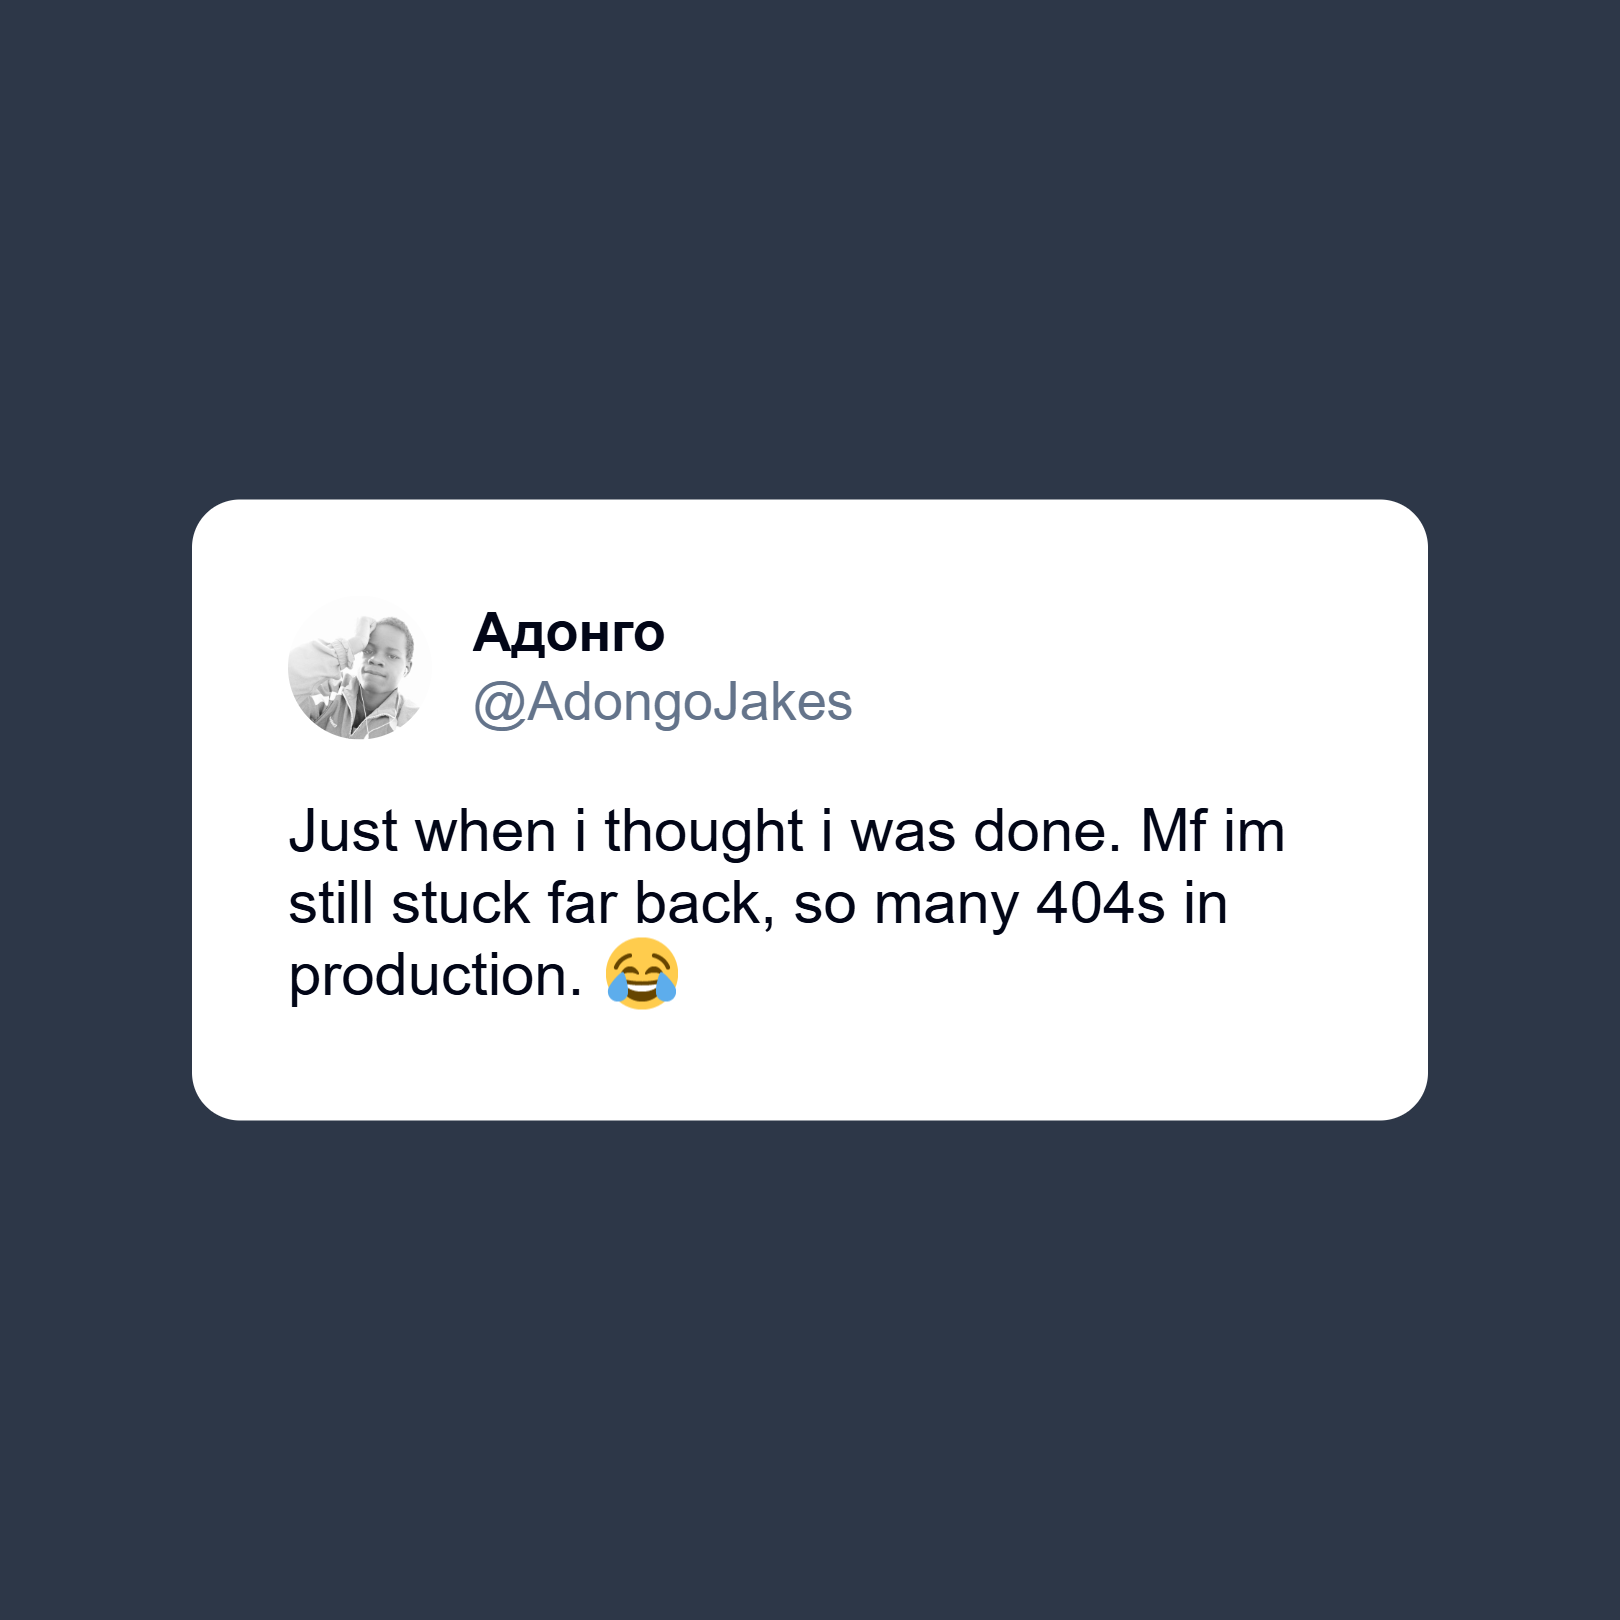 Адонго
@AdongoJakes
Just when i thought i was done. Mf im
still stuck far back, so many 404s in
production. 😂